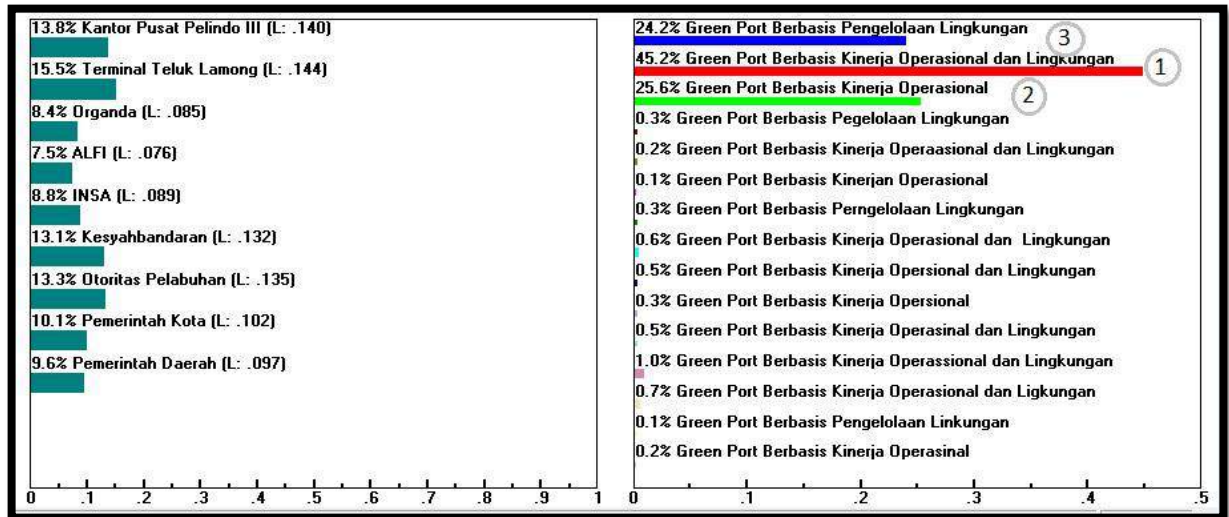 13.8% Kantor Pusat Pelindo III (L: .140)
15.5% Terminal Teluk Lamong (L: .144)
8.4% Organda (L: .085)
7.5% ALFI (L: .076)
8.8% INSA (L: .089)
13.1% Kesyahbandaran (L: .132)
13.3% Otoritas Pelabuhan (L: .135)
10.1% Pemerintah Kota (L: .102)
9.6% Pemerintah Daerah (L: .097)
0 .1 .2 .3 .4 .5 .6 .7 .8 .9 1
24.2% Green Port Berbasis Pengelolaan Lingkungan
3
45.2% Green Port Berbasis Kinerja Operasional dan Lingkungan
1
25.6% Green Port Berbasis Kinerja Operasional
2
0.3% Green Port Berbasis Pegelolaan Lingkungan
0.2% Green Port Berbasis Kinerja Operaasional dan Lingkungan
0.1% Green Port Berbasis Kinerjan Operasional
0.3% Green Port Berbasis Perngelolaan Lingkungan
0.6% Green Port Berbasis Kinerja Operasional dan  Lingkungan
0.5% Green Port Berbasis Kinerja Opersional dan Lingkungan
0.3% Green Port Berbasis Kinerja Opersional
0.5% Green Port Berbasis Kinerja Operasinal dan Lingkungan
1.0% Green Port Berbasis Kinerja Operassional dan Lingkungan
0.7% Green Port Berbasis Kinerja Operasional dan Ligkungan
0.1% Green Port Berbasis Pengelolaan Linkungan
0.2% Green Port Berbasis Kinerja Operasinal
0 .1 .2 .3 .4 .5